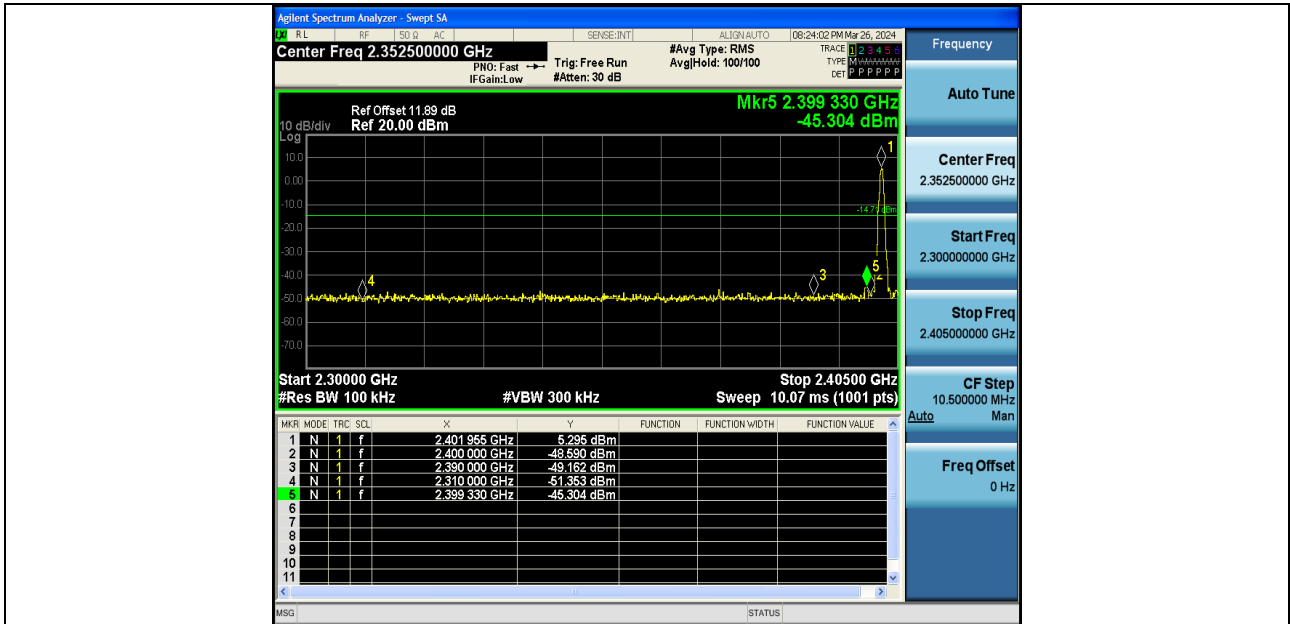 Agilent Spectrum Analyzer - Swept SA
LXI RL RF 50 Ω AC SENSE:INT ALIGN AUTO 08:24:02 PM Mar 26, 2024
Center Freq 2.352500000 GHz
PNO: Fast
IFGain:Low
Trig: Free Run
#Atten: 30 dB
#Avg Type: RMS
Avg|Hold: 100/100
TRACE 1 2 3 4 5 6
TYPE M
DET P P P P P P
Ref Offset 11.89 dB
10 dB/div Ref 20.00 dBm
Log
Mkr5 2.399 330 GHz
-45.304 dBm
10.0
0.00
-10.0
-20.0
-30.0
-40.0
-50.0
-60.0
-70.0
1
-14.71 dBm
5
2
3
4
Start 2.30000 GHz Stop 2.40500 GHz
#Res BW 100 kHz #VBW 300 kHz Sweep 10.07 ms (1001 pts)
MKR MODE TRC SCL X Y FUNCTION FUNCTION WIDTH FUNCTION VALUE
1 N 1 f 2.401 955 GHz 5.295 dBm
2 N 1 f 2.400 000 GHz -48.590 dBm
3 N 1 f 2.390 000 GHz -49.162 dBm
4 N 1 f 2.310 000 GHz -51.353 dBm
5 N 1 f 2.399 330 GHz -45.304 dBm
6
7
8
9
10
11
MSG STATUS
Frequency
Auto Tune
Center Freq
2.352500000 GHz
Start Freq
2.300000000 GHz
Stop Freq
2.405000000 GHz
CF Step
10.500000 MHz
Auto Man
Freq Offset
0 Hz